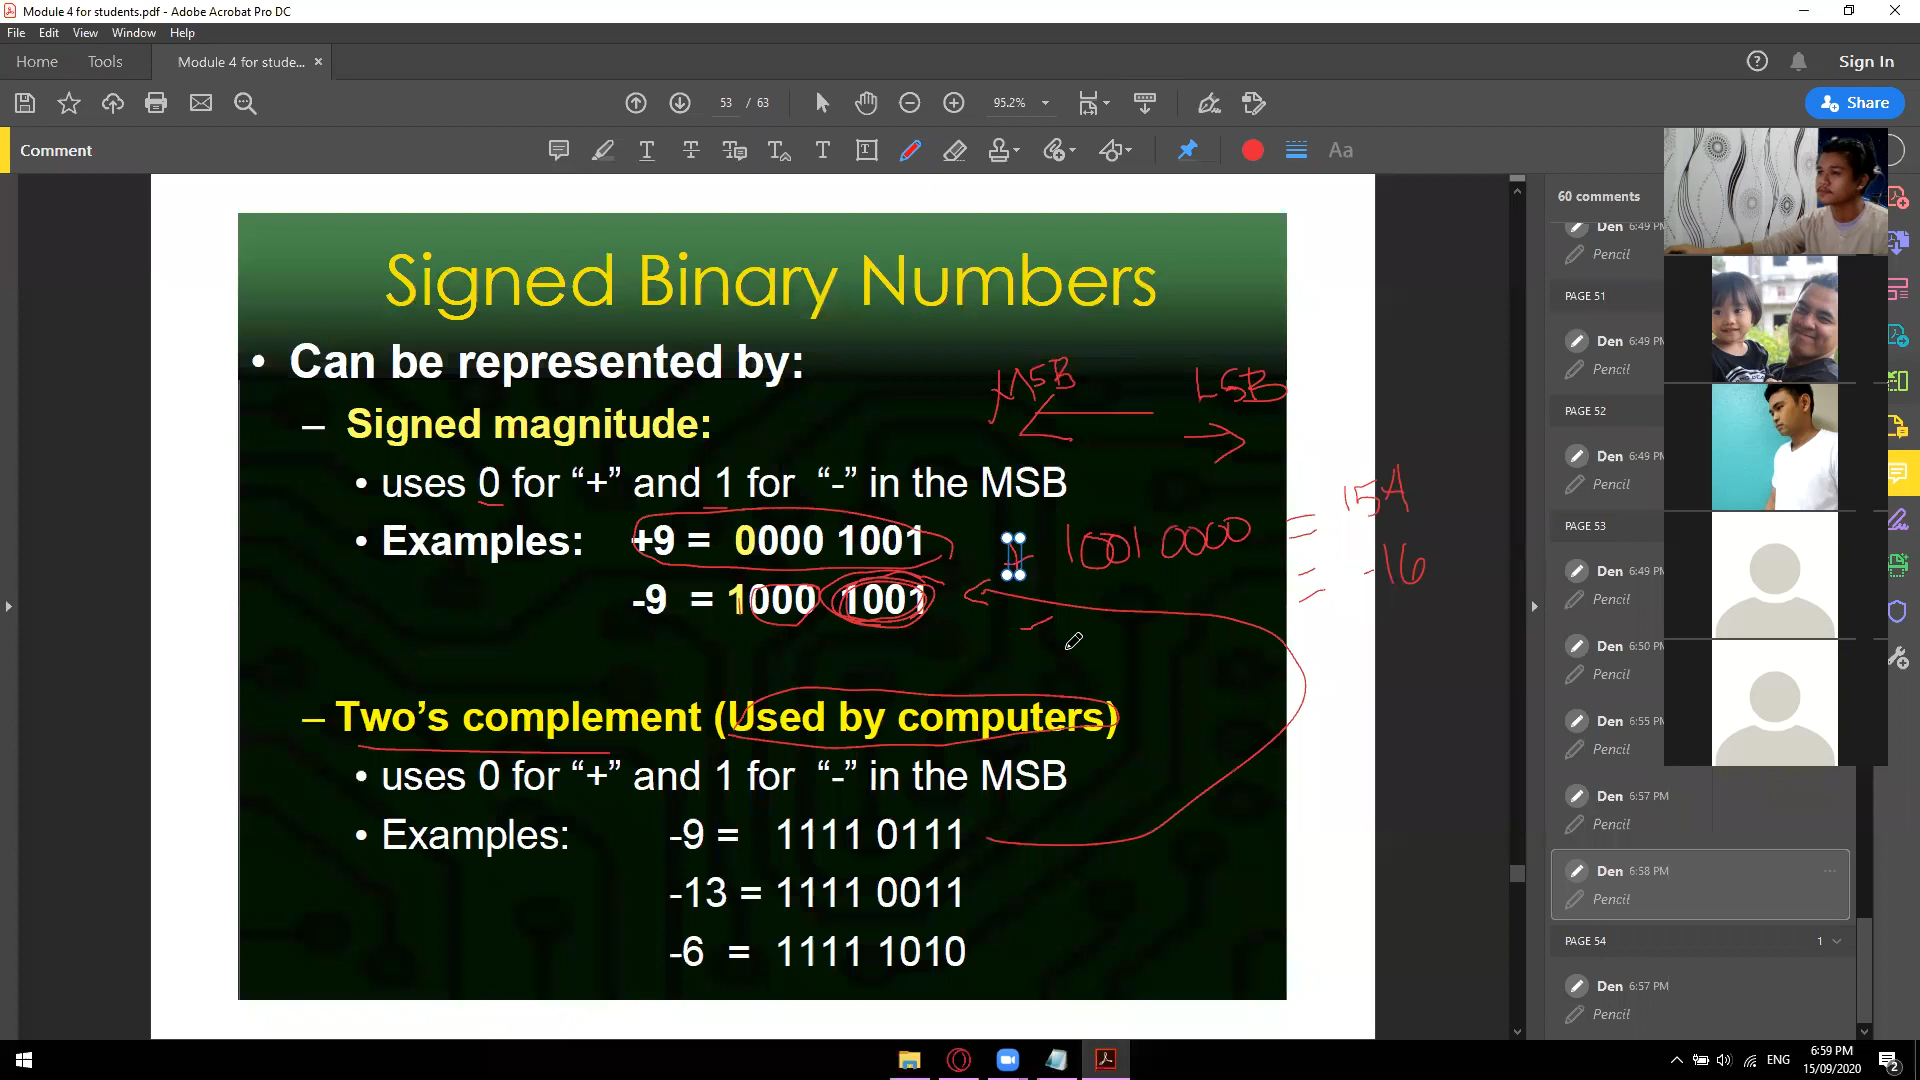 Module 4 for students.pdf - Adobe Acrobat Pro DC
File Edit View Window Help
Home Tools Module 4 for stude... × Sign In
53 / 63 95.2% Share
Comment Aa
60 comments
Signed Binary Numbers
• Can be represented by:
MSB LSB
– Signed magnitude:
• uses 0 for “+” and 1 for “-” in the MSB
15A
• Examples: +9 = 0000 1001
1001 0000 =
-9 = 1000 1001
= -16
– Two’s complement (Used by computers)
• uses 0 for “+” and 1 for “-” in the MSB
• Examples: -9 = 1111 0111
-13 = 1111 0011
-6 = 1111 1010
Den 6:49 PM
Pencil
PAGE 51
Den 6:49 PM
Pencil
PAGE 52
Den 6:49 PM
Pencil
PAGE 53
Den 6:49 PM
Pencil
Den 6:50 PM
Pencil
Den 6:55 PM
Pencil
Den 6:57 PM
Pencil
Den 6:58 PM
Pencil
PAGE 54 1
Den 6:57 PM
Pencil
ENG 6:59 PM
15/09/2020
2